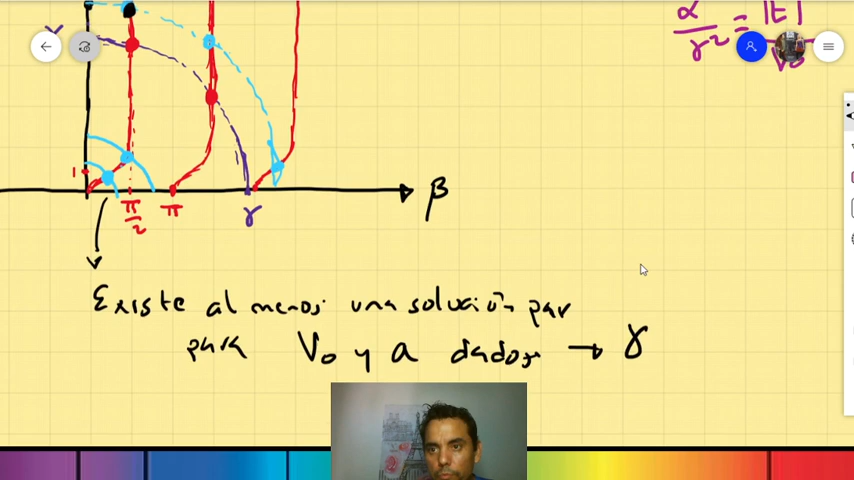 α/γ² = |E|/V₀
1
π/2 π γ β
Existe al menos una solución par
para V₀ y a dados → γ